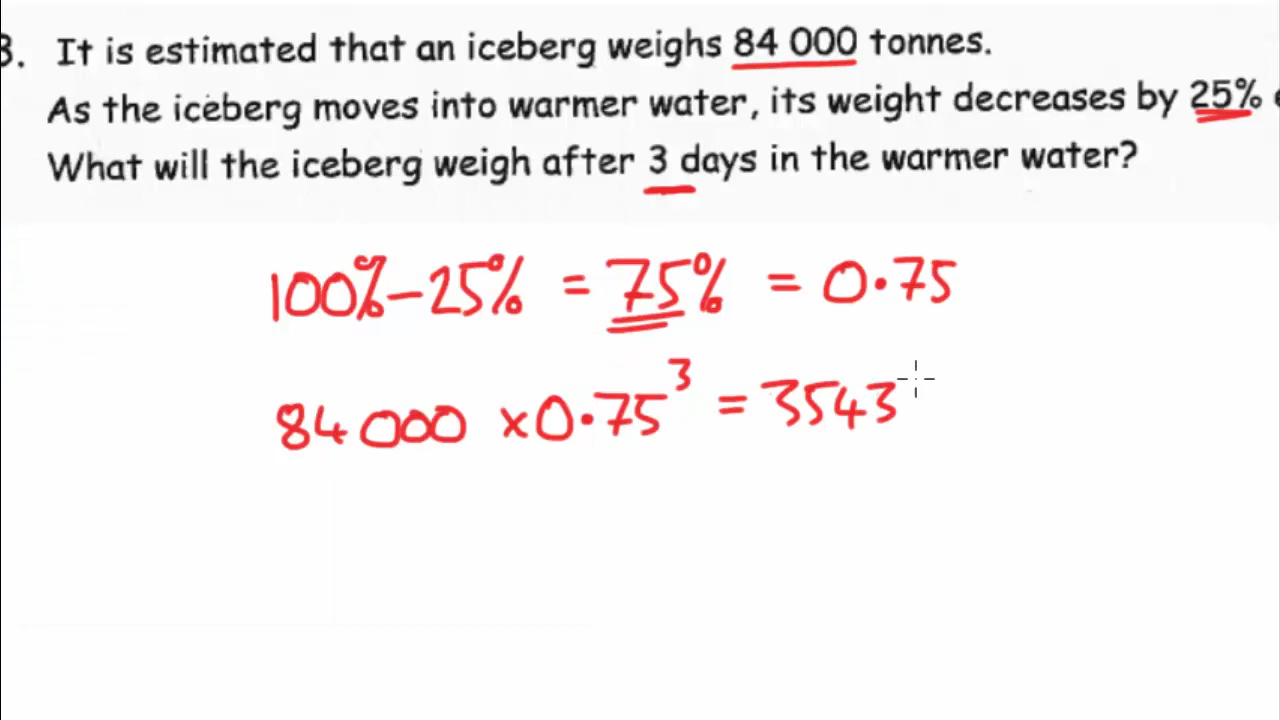 3. It is estimated that an iceberg weighs 84 000 tonnes.
As the iceberg moves into warmer water, its weight decreases by 25%
What will the iceberg weigh after 3 days in the warmer water?
100%-25% = 75% = 0.75
84000 x 0.75³ = 3543